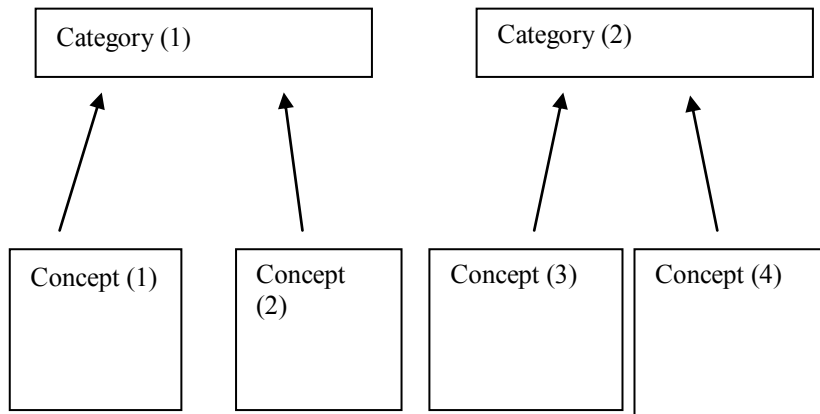 Category (1)
Category (2)
Concept (1)
Concept
(2)
Concept (3)
Concept (4)